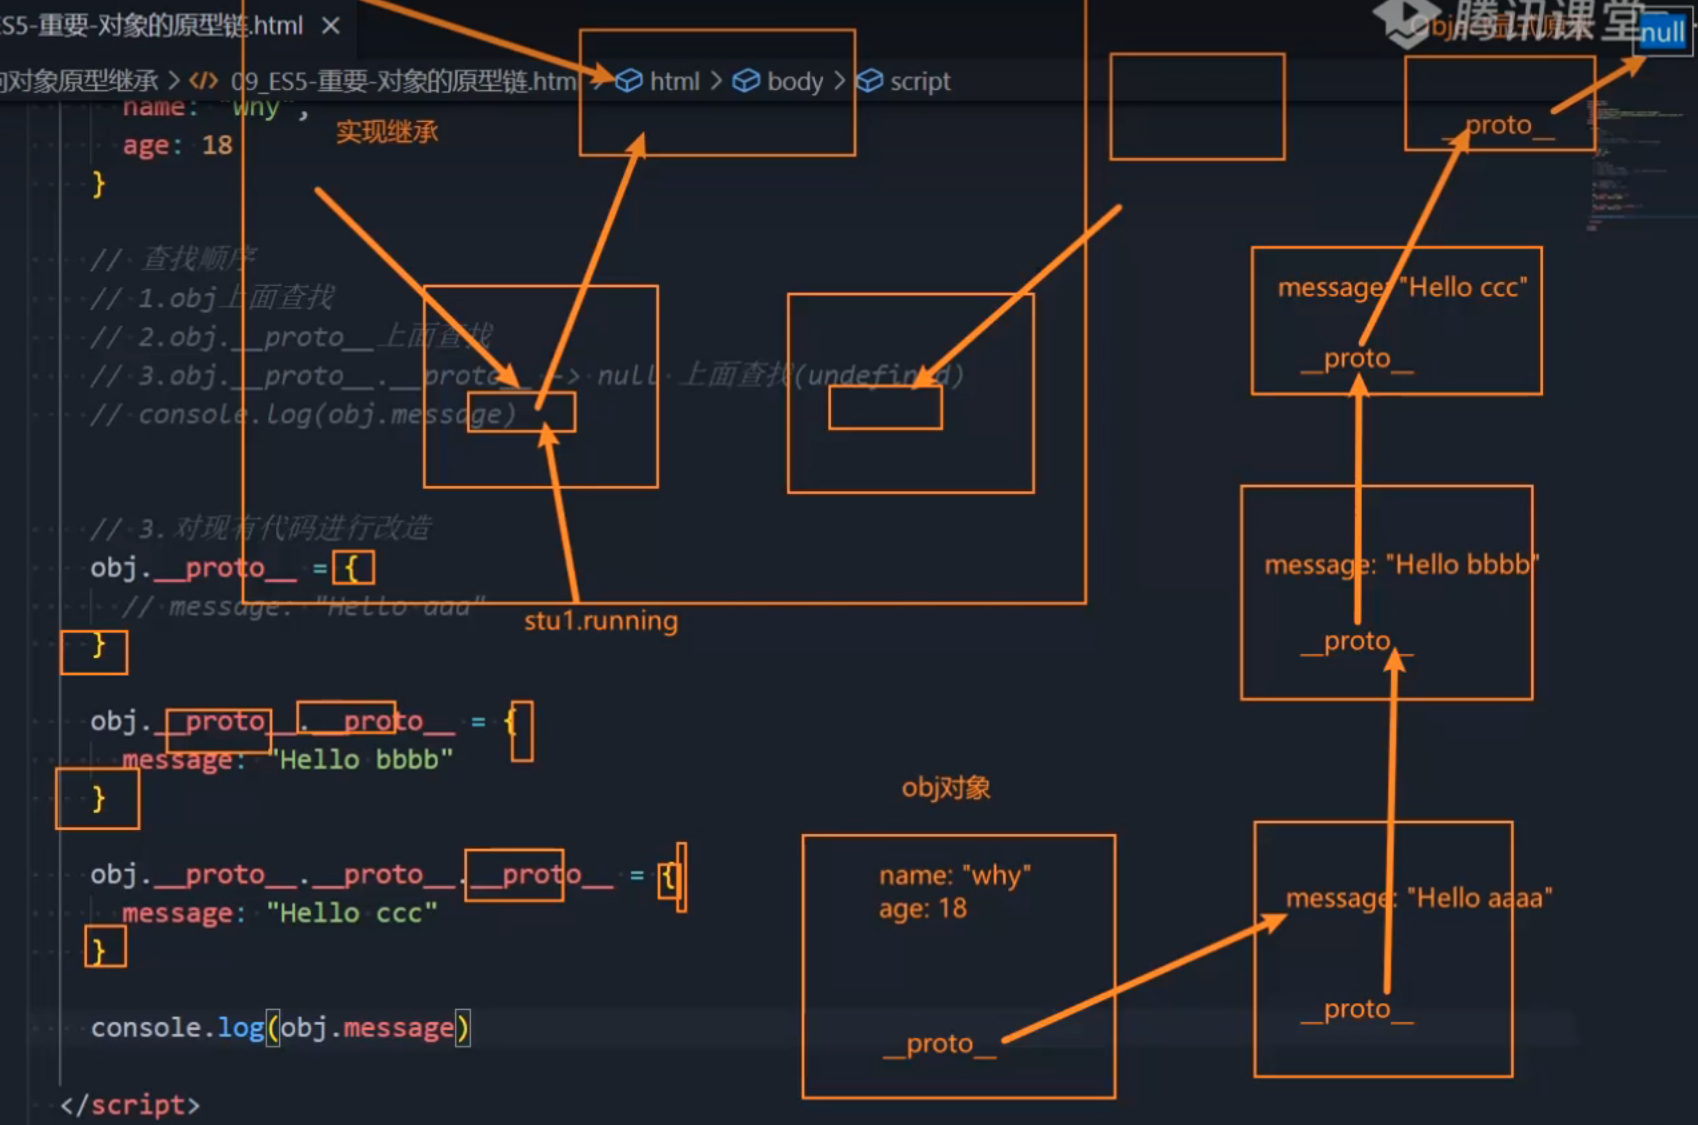 ES5-重要-对象的原型链.html ×
向对象原型继承 > </> 09_ES5-重要-对象的原型链.htm > html > body > script
腾讯课堂
null
name: "why",
实现继承
age: 18
}
// 查找顺序
// 1.obj上面查找
// 2.obj.__proto__上面查找
// 3.obj.__proto__.__proto__ -> null 上面查找(undefined)
// console.log(obj.message)
// 3.对现有代码进行改造
obj.__proto__ = {
// message: "Hello aaa"
}
stu1.running
obj.__proto__.__proto__ = {
message: "Hello bbbb"
}
obj.__proto__.__proto__.__proto__ = {
message: "Hello ccc"
}
console.log(obj.message)
</script>
obj对象
name: "why"
age: 18
__proto__
message: "Hello aaaa"
__proto__
message: "Hello bbbb"
__proto__
message: "Hello ccc"
__proto__
__proto__